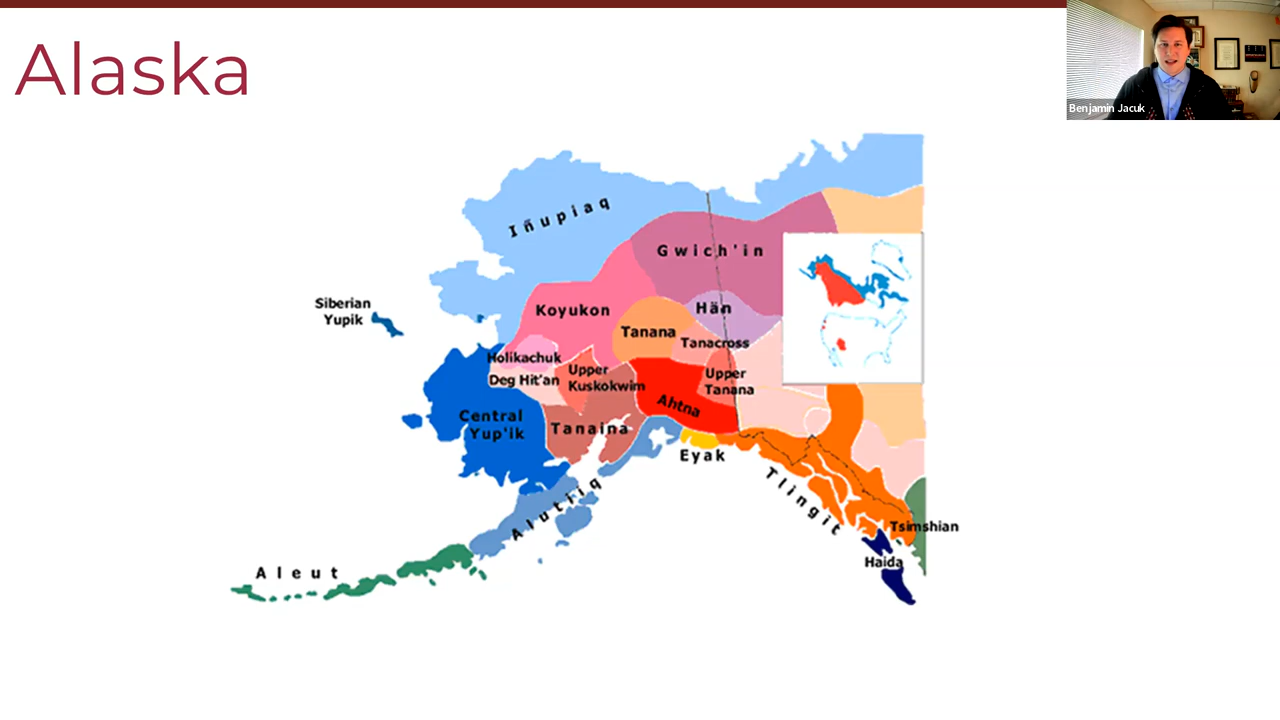 Alaska
Benjamin Jacuk
Iñupiaq
Gwich'in
Siberian
Yupik
Koyukon
Hän
Tanana
Tanacross
Holikachuk
Deg Hit'an
Upper
Kuskokwim
Upper
Tanana
Ahtna
Central
Yup'ik
Tanaina
Eyak
Alutiiq
Tlingit
Tsimshian
Haida
Aleut